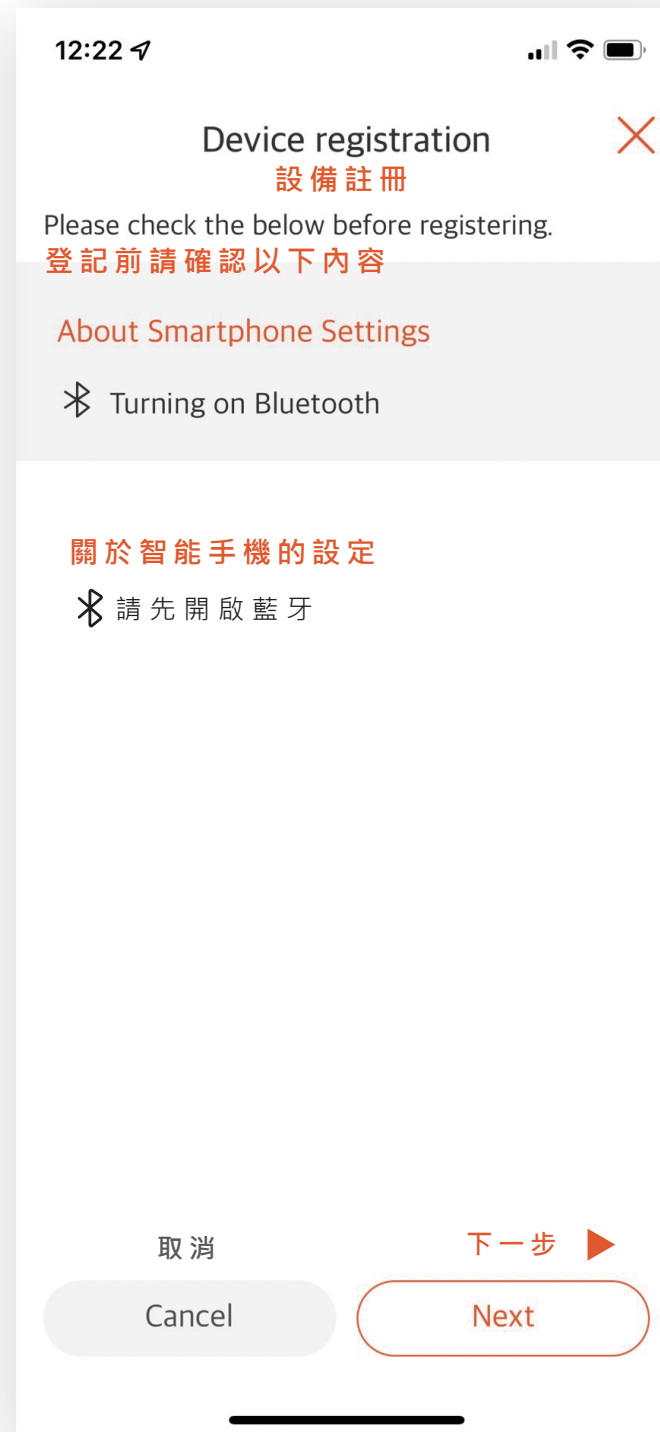 12:22
Device registration
設備註冊
Please check the below before registering.
登記前請確認以下內容
About Smartphone Settings
Turning on Bluetooth
關於智能手機的設定
請先開啟藍牙
取消
下一步
Cancel
Next